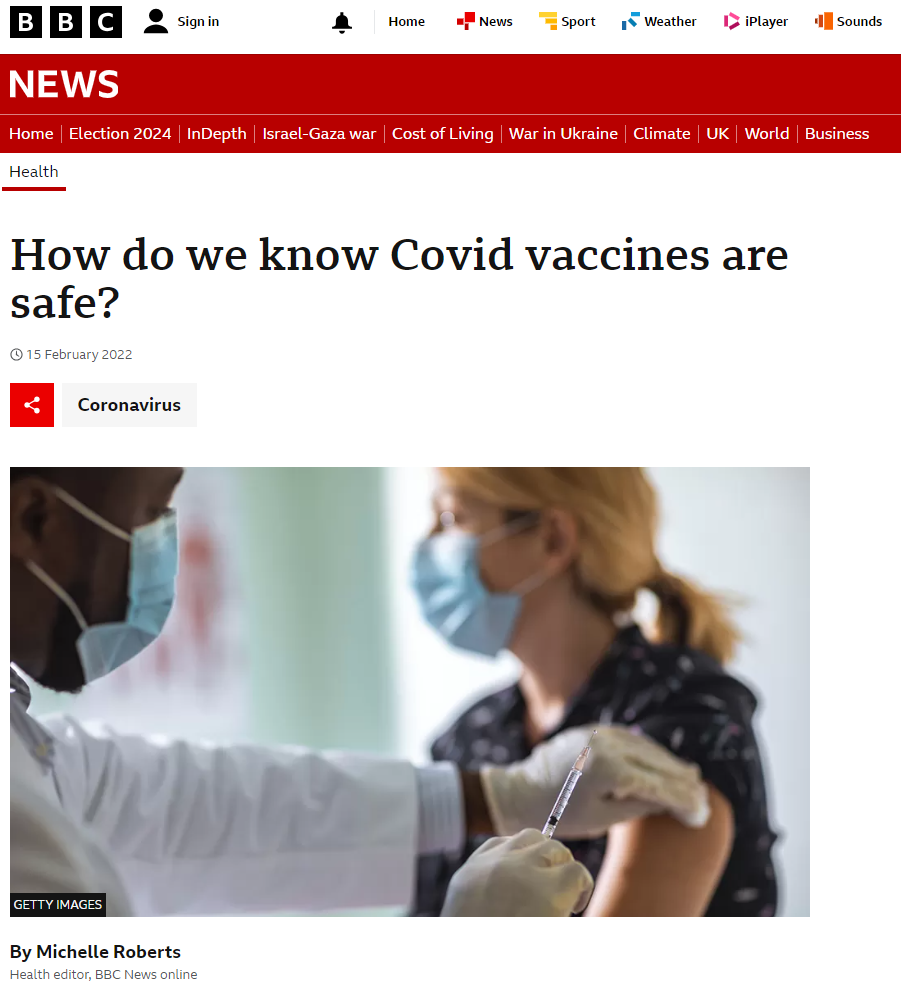 BBC Sign in Home News Sport Weather iPlayer Sounds
NEWS
Home Election 2024 InDepth Israel-Gaza war Cost of Living War in Ukraine Climate UK World Business
Health
How do we know Covid vaccines are
safe?
15 February 2022
Coronavirus
GETTY IMAGES
By Michelle Roberts
Health editor, BBC News online